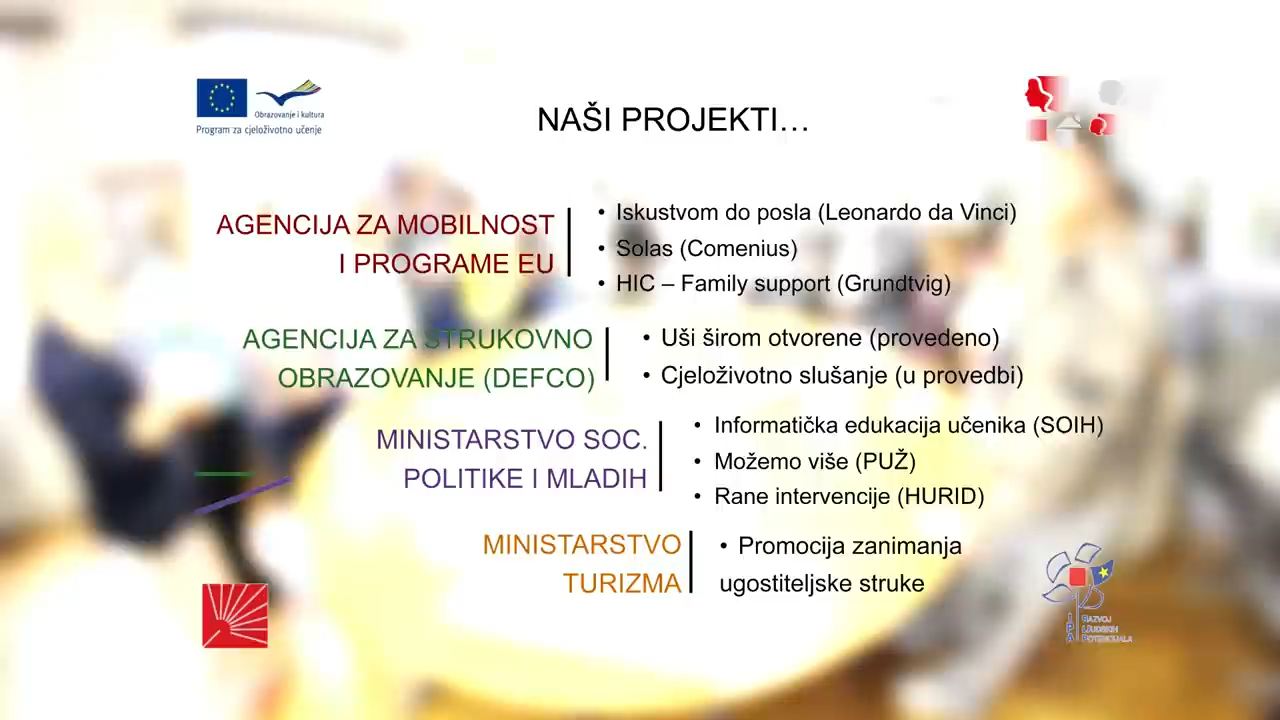 Obrazovanje i kultura
Program za cjeloživotno učenje
NAŠI PROJEKTI…
AGENCIJA ZA MOBILNOST
I PROGRAME EU
• Iskustvom do posla (Leonardo da Vinci)
• Solas (Comenius)
• HIC – Family support (Grundtvig)
AGENCIJA ZA STRUKOVNO
OBRAZOVANJE (DEFCO)
• Uši širom otvorene (provedeno)
• Cjeloživotno slušanje (u provedbi)
MINISTARSTVO SOC.
POLITIKE I MLADIH
• Informatička edukacija učenika (SOIH)
• Možemo više (PUŽ)
• Rane intervencije (HURID)
MINISTARSTVO
TURIZMA
• Promocija zanimanja
ugostiteljske struke
IPA
RAZVOJ
LJUDSKIH
POTENCIJALA